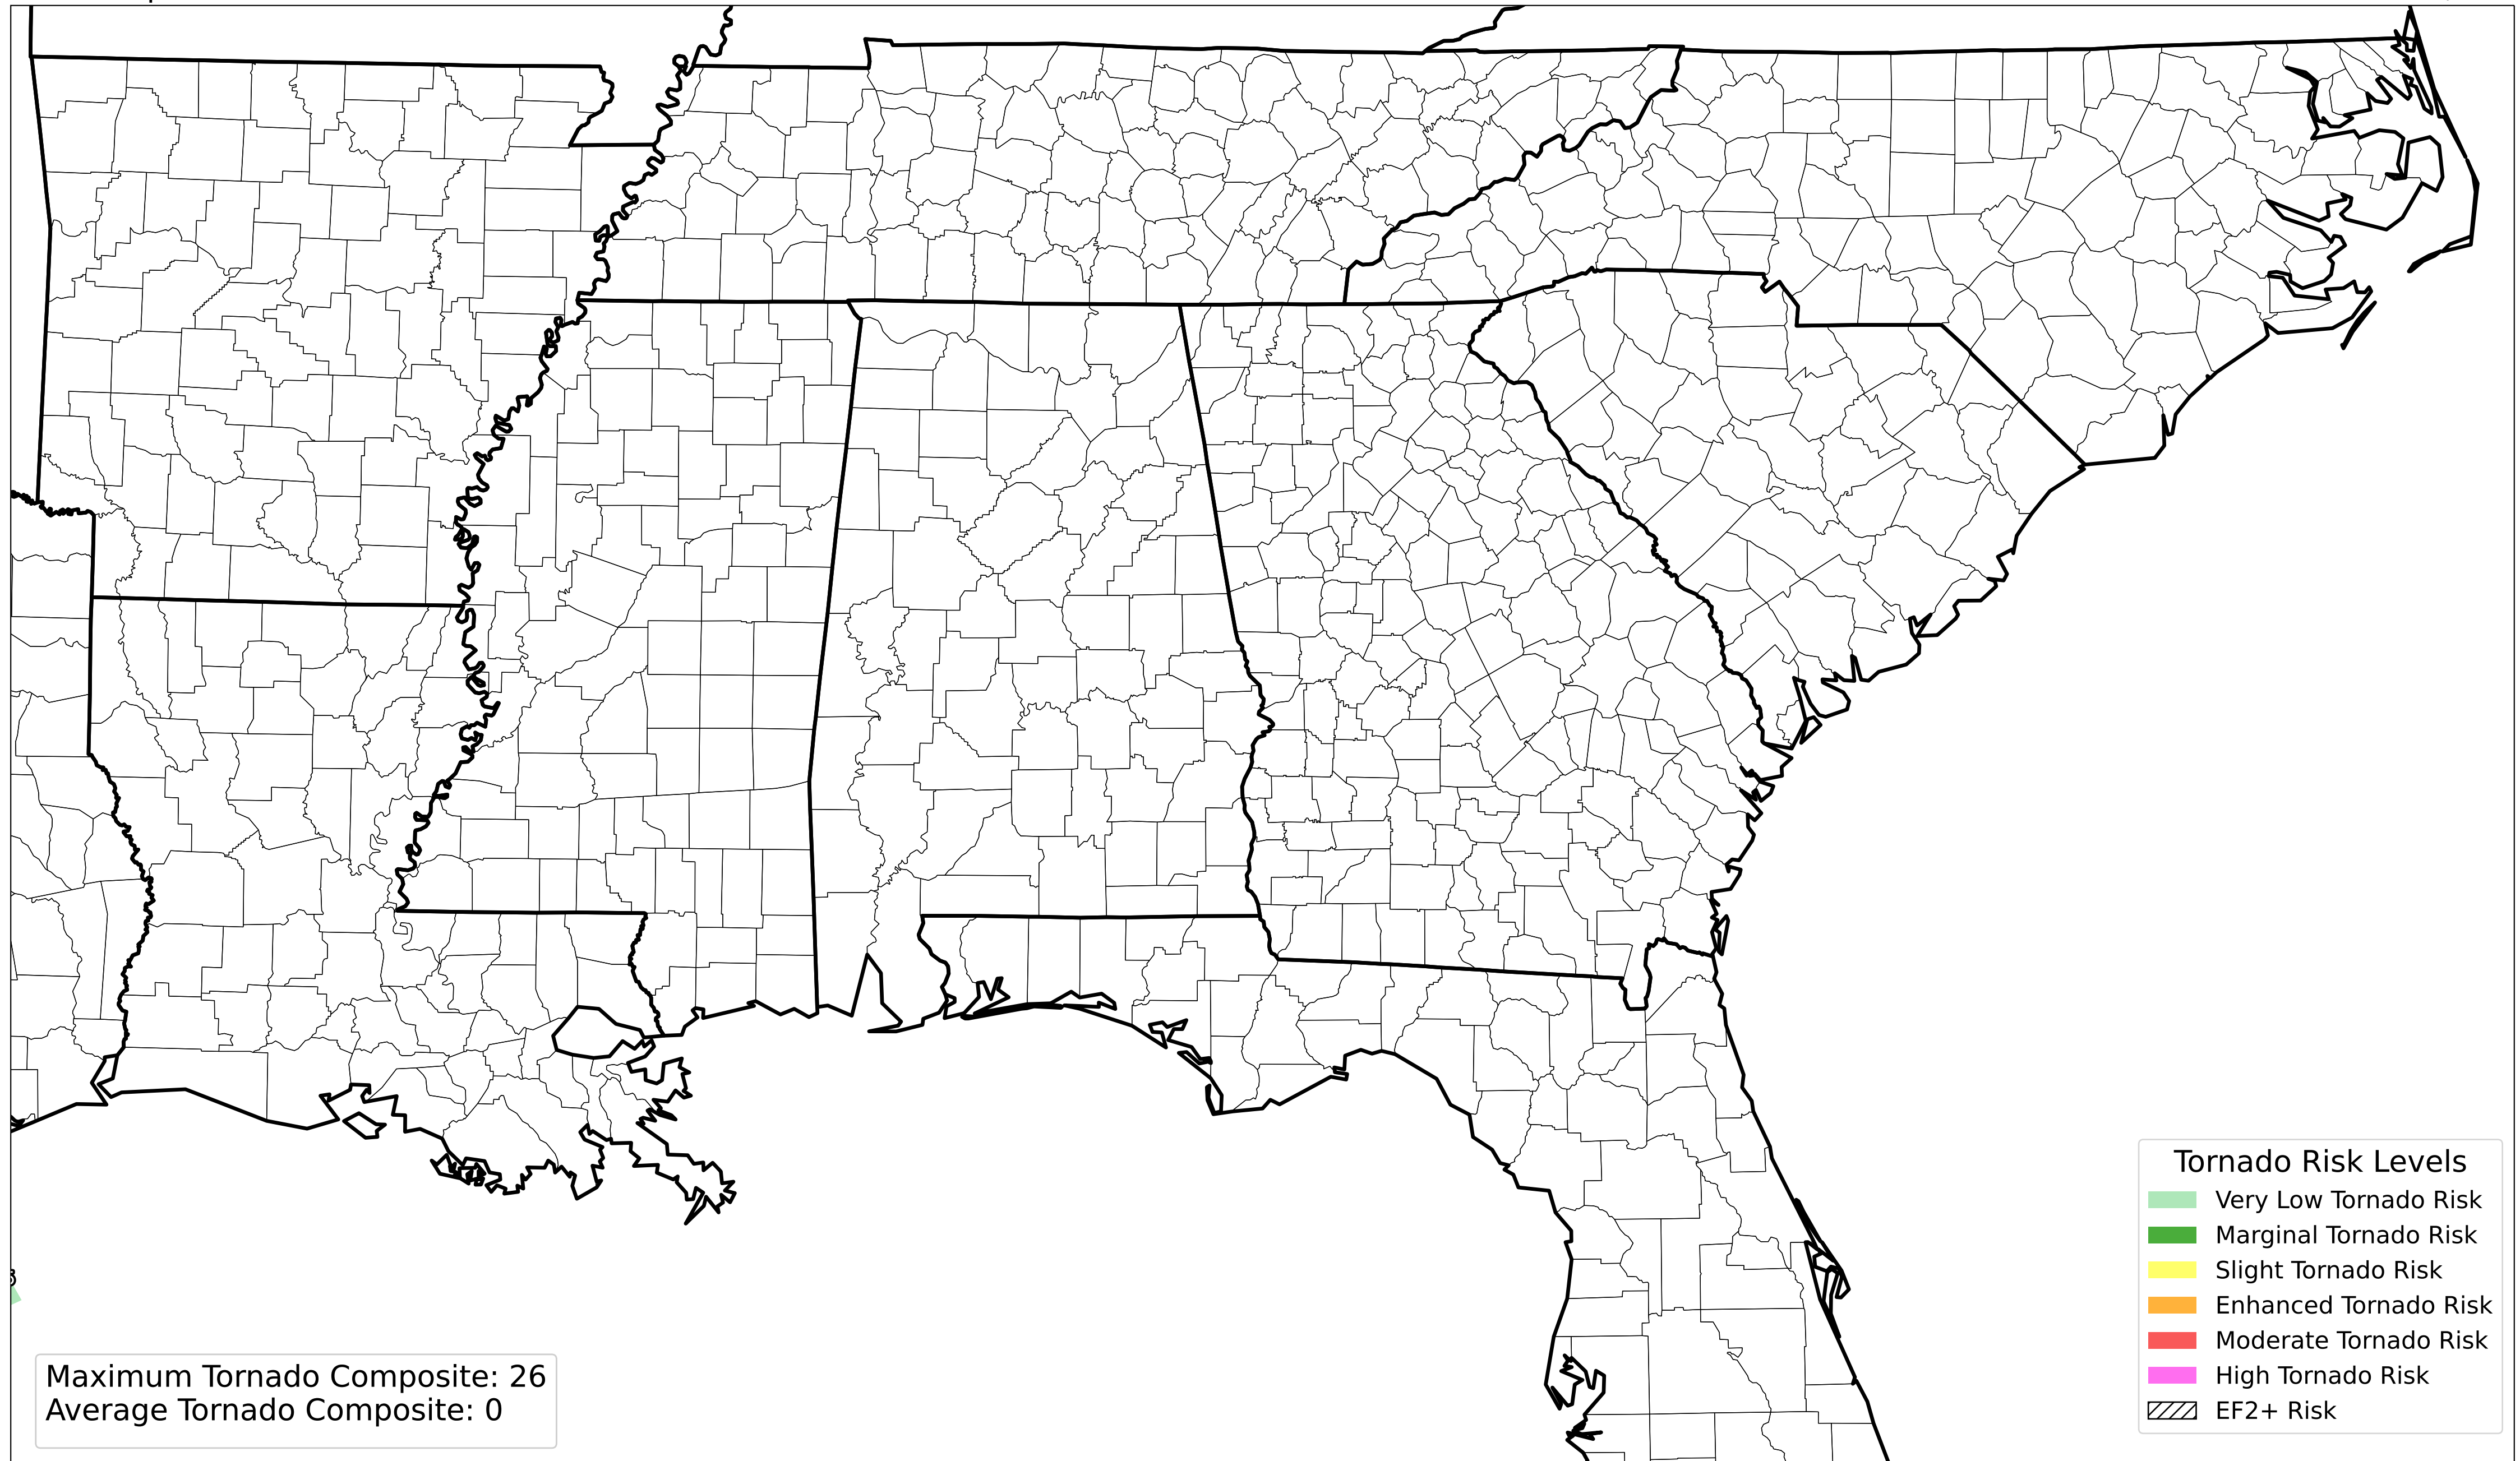 Tornado Risk Levels
Very Low Tornado Risk
Marginal Tornado Risk
Slight Tornado Risk
Enhanced Tornado Risk
Moderate Tornado Risk
High Tornado Risk
EF2+ Risk
Maximum Tornado Composite: 26
Average Tornado Composite: 0